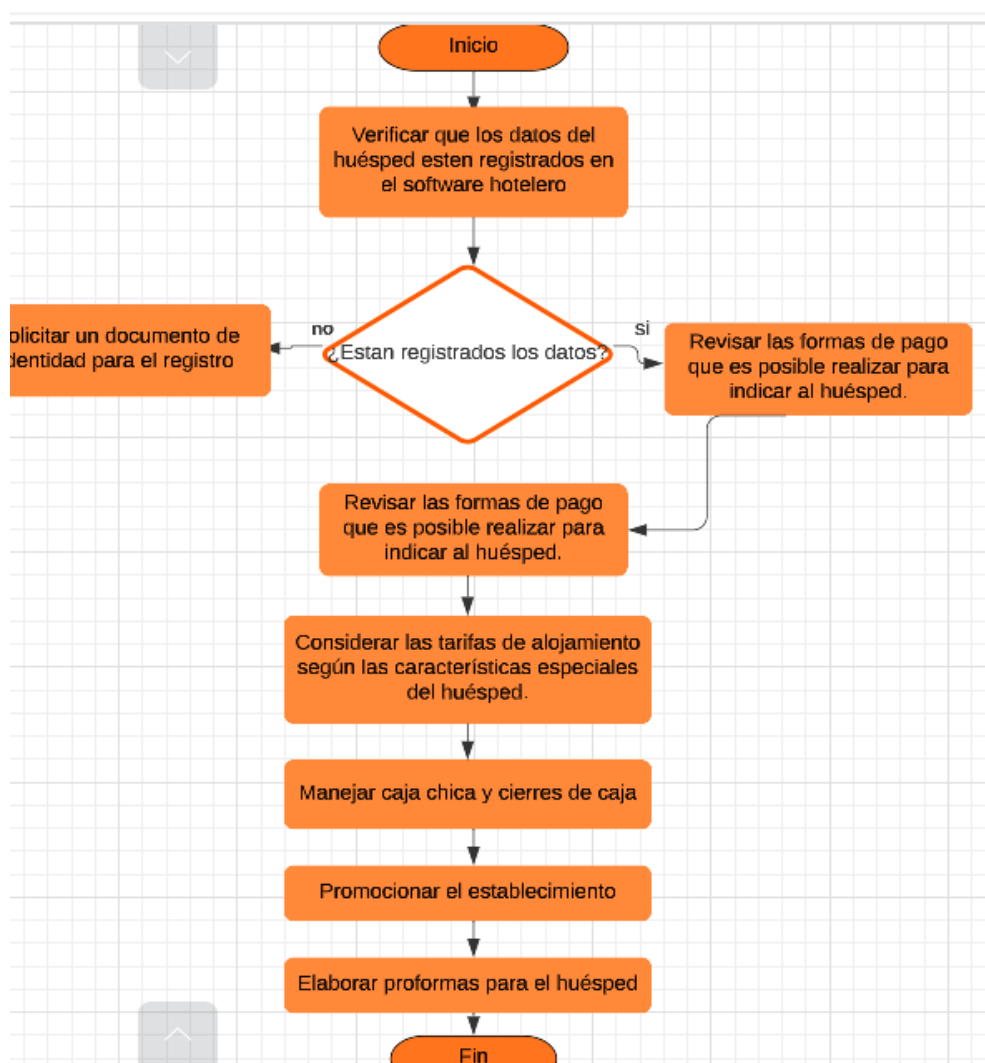 Inicio
Verificar que los datos del
huésped esten registrados en
el software hotelero
no
¿Estan registrados los datos?
si
olicitar un documento de
dentidad para el registro
Revisar las formas de pago
que es posible realizar para
indicar al huésped.
Revisar las formas de pago
que es posible realizar para
indicar al huésped.
Considerar las tarifas de alojamiento
según las características especiales
del huésped.
Manejar caja chica y cierres de caja
Promocionar el establecimiento
Elaborar proformas para el huésped
Fin